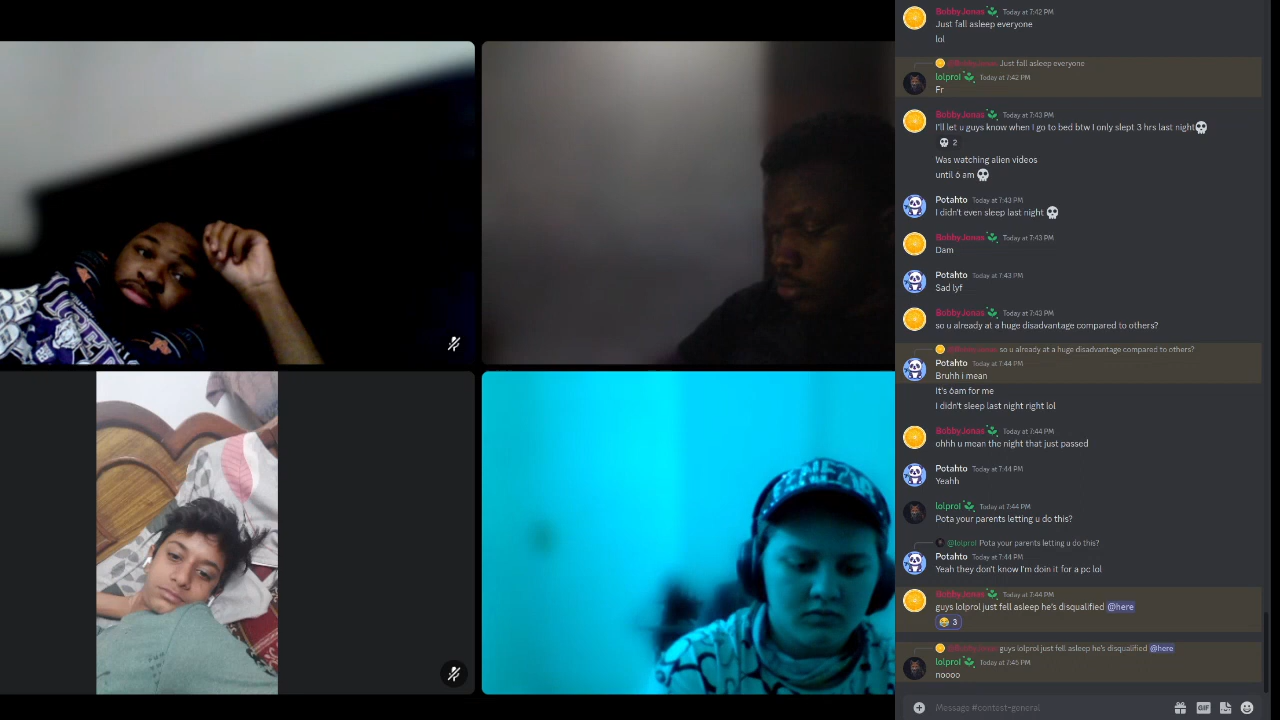 BobbyJonas Today at 7:42 PM
Just fall asleep everyone
lol
@BobbyJonas Just fall asleep everyone
lolprol Today at 7:42 PM
Fr
BobbyJonas Today at 7:43 PM
I'll let u guys know when I go to bed btw I only slept 3 hrs last night💀
💀 2
Was watching alien videos
until 6 am 💀
Potahto Today at 7:43 PM
I didn't even sleep last night 💀
BobbyJonas Today at 7:43 PM
Dam
Potahto Today at 7:43 PM
Sad lyf
BobbyJonas Today at 7:43 PM
so u already at a huge disadvantage compared to others?
@BobbyJonas so u already at a huge disadvantage compared to others?
Potahto Today at 7:44 PM
Bruhh i mean
It's 6am for me
I didn't sleep last night right lol
BobbyJonas Today at 7:44 PM
ohhh u mean the night that just passed
Potahto Today at 7:44 PM
Yeahh
lolprol Today at 7:44 PM
Pota your parents letting u do this?
@lolprol Pota your parents letting u do this?
Potahto Today at 7:44 PM
Yeah they don't know I'm doin it for a pc lol
BobbyJonas Today at 7:44 PM
guys lolprol just fell asleep he's disqualified @here
😂 3
@BobbyJonas guys lolprol just fell asleep he's disqualified @here
lolprol Today at 7:45 PM
noooo
Message #contest-general
GIF